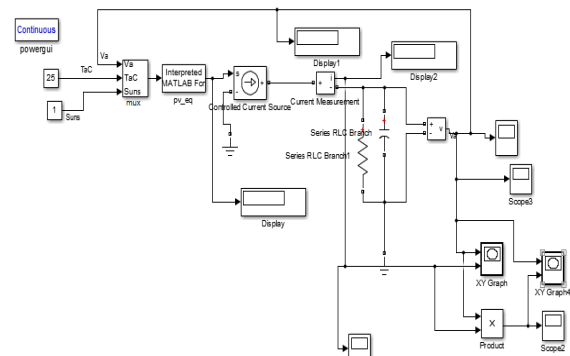 Continuous
powergui
Va
TaC
25
1
Suns
Va
TaC
Suns
mux
Interpreted
MATLAB For
pv_eq
s
Controlled Current Source
Display1
Display2
i
Current Measurement
Series RLC Branch
Series RLC Branch1
v
Va
Scope3
Display
XY Graph
XY Graph4
X
Product
Scope2